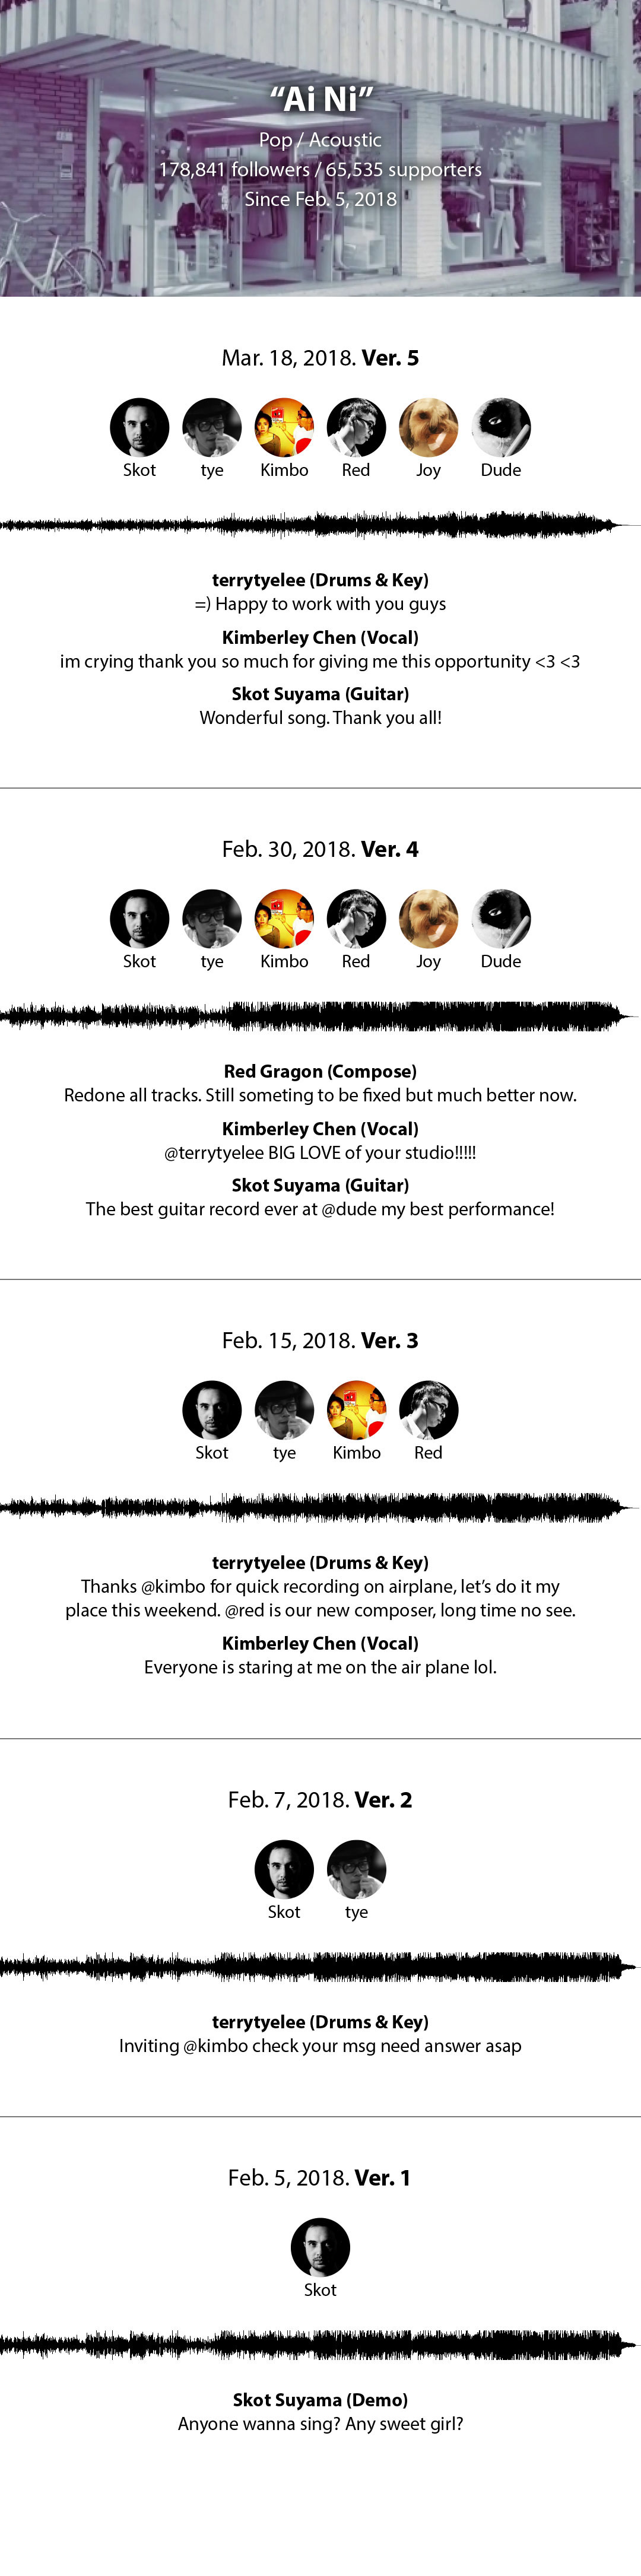 “Ai Ni”
Pop / Acoustic
178,841 followers / 65,535 supporters
Since Feb. 5, 2018
Mar. 18, 2018. Ver. 5
Skot tye Kimbo Red Joy Dude
terrytyelee (Drums & Key)
=) Happy to work with you guys
Kimberley Chen (Vocal)
im crying thank you so much for giving me this opportunity <3 <3
Skot Suyama (Guitar)
Wonderful song. Thank you all!
Feb. 30, 2018. Ver. 4
Skot tye Kimbo Red Joy Dude
Red Gragon (Compose)
Redone all tracks. Still someting to be fixed but much better now.
Kimberley Chen (Vocal)
@terrytyelee BIG LOVE of your studio!!!!!
Skot Suyama (Guitar)
The best guitar record ever at @dude my best performance!
Feb. 15, 2018. Ver. 3
Skot tye Kimbo Red
terrytyelee (Drums & Key)
Thanks @kimbo for quick recording on airplane, let’s do it my
place this weekend. @red is our new composer, long time no see.
Kimberley Chen (Vocal)
Everyone is staring at me on the air plane lol.
Feb. 7, 2018. Ver. 2
Skot tye
terrytyelee (Drums & Key)
Inviting @kimbo check your msg need answer asap
Feb. 5, 2018. Ver. 1
Skot
Skot Suyama (Demo)
Anyone wanna sing? Any sweet girl?